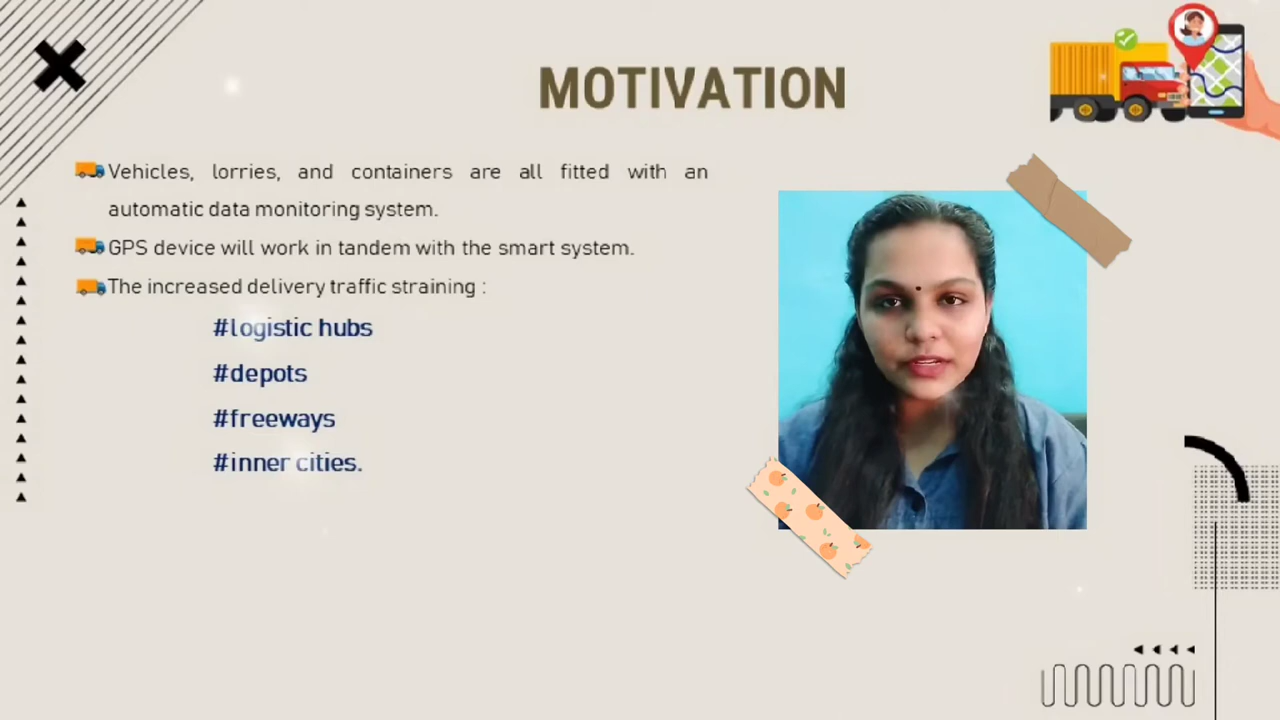 MOTIVATION
Vehicles, lorries, and containers are all fitted with an
automatic data monitoring system.
GPS device will work in tandem with the smart system.
The increased delivery traffic straining :
#logistic hubs
#depots
#freeways
#inner cities.